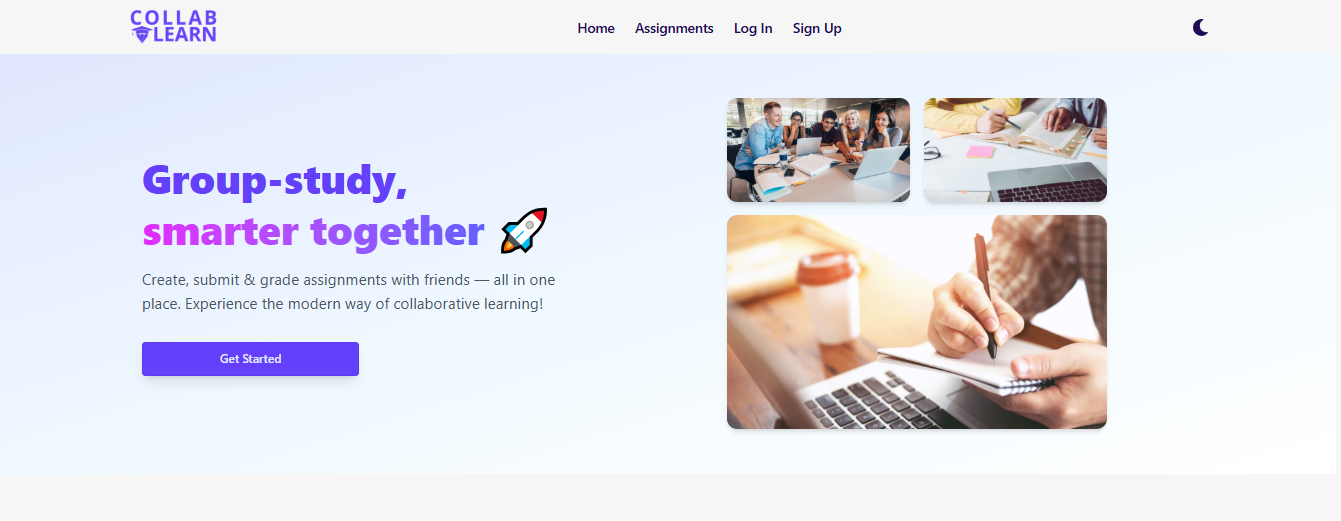 COLLAB
LEARN
Home Assignments Log In Sign Up
Group-study,
smarter together 🚀
Create, submit & grade assignments with friends — all in one
place. Experience the modern way of collaborative learning!
Get Started